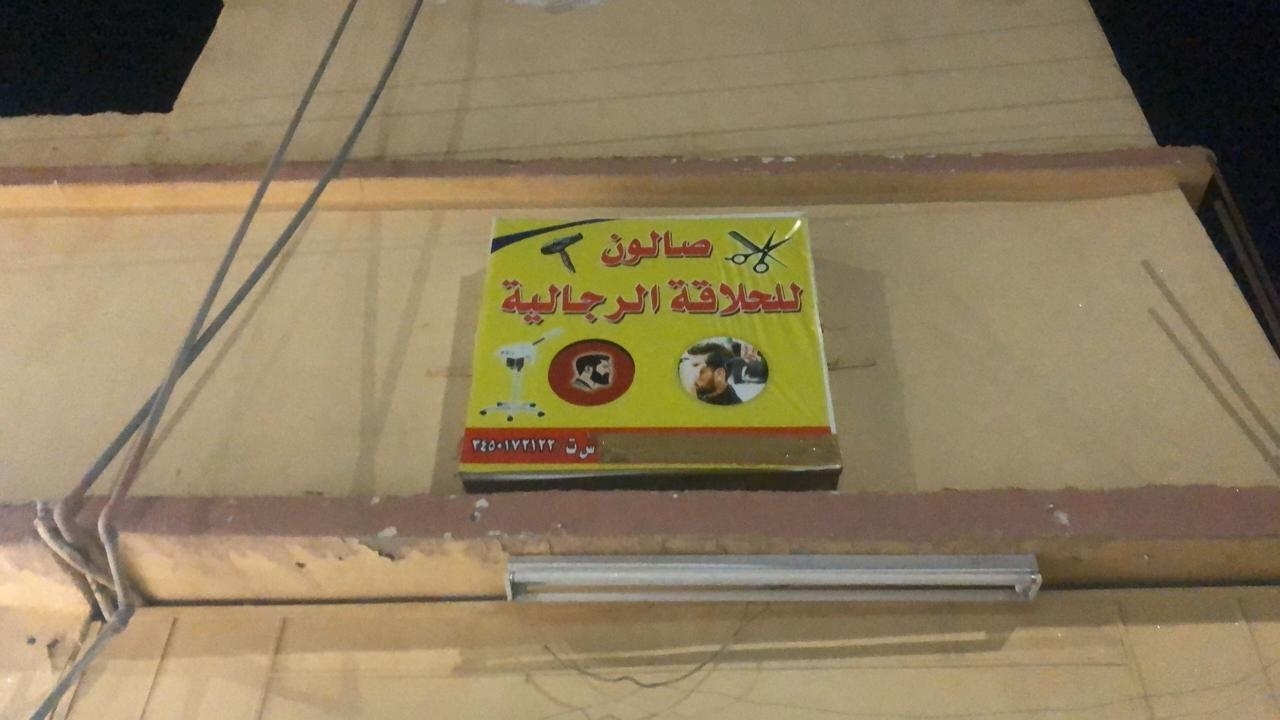 صالون
للحلاقة الرجالية
س ت ٣٤٥٠١٧٢١٢٢